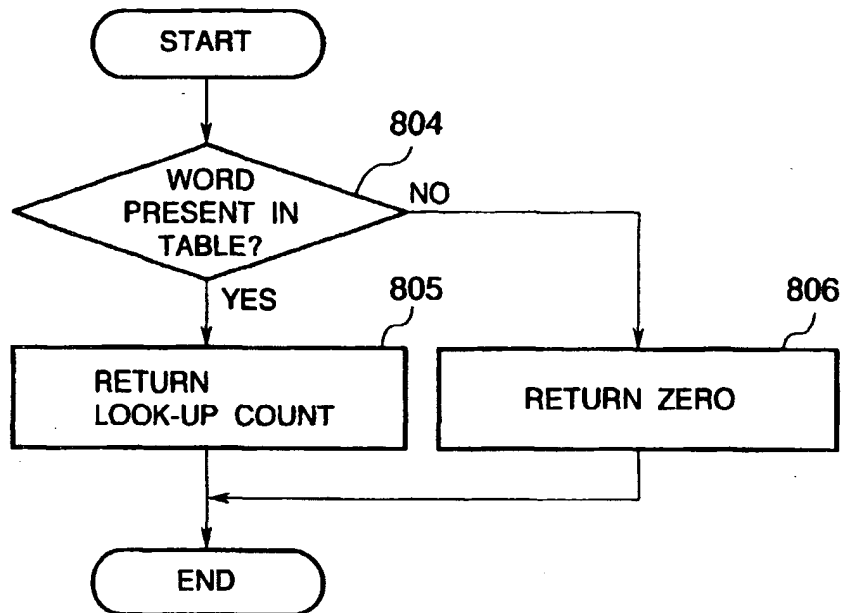 START
804
WORD
PRESENT IN
TABLE?
NO
YES
805
RETURN
LOOK-UP COUNT
806
RETURN ZERO
END